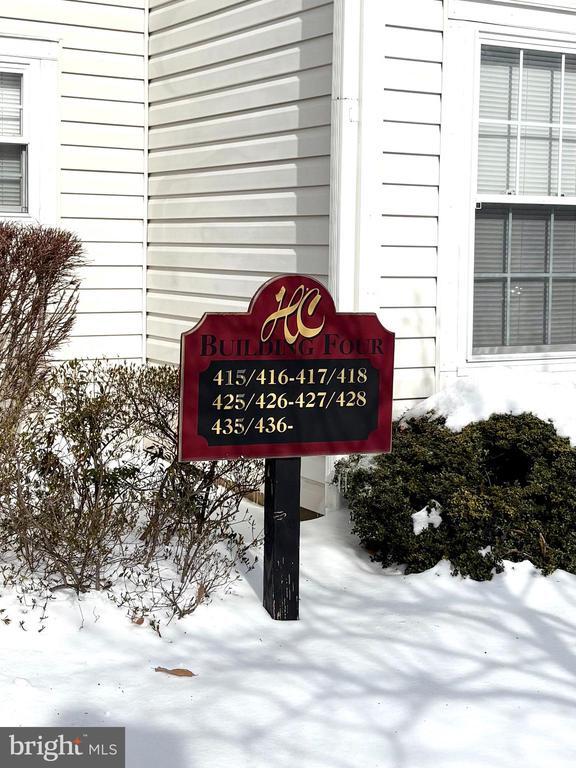 HC
BUILDING FOUR
415/416-417/418
425/426-427/428
435/436-
bright MLS